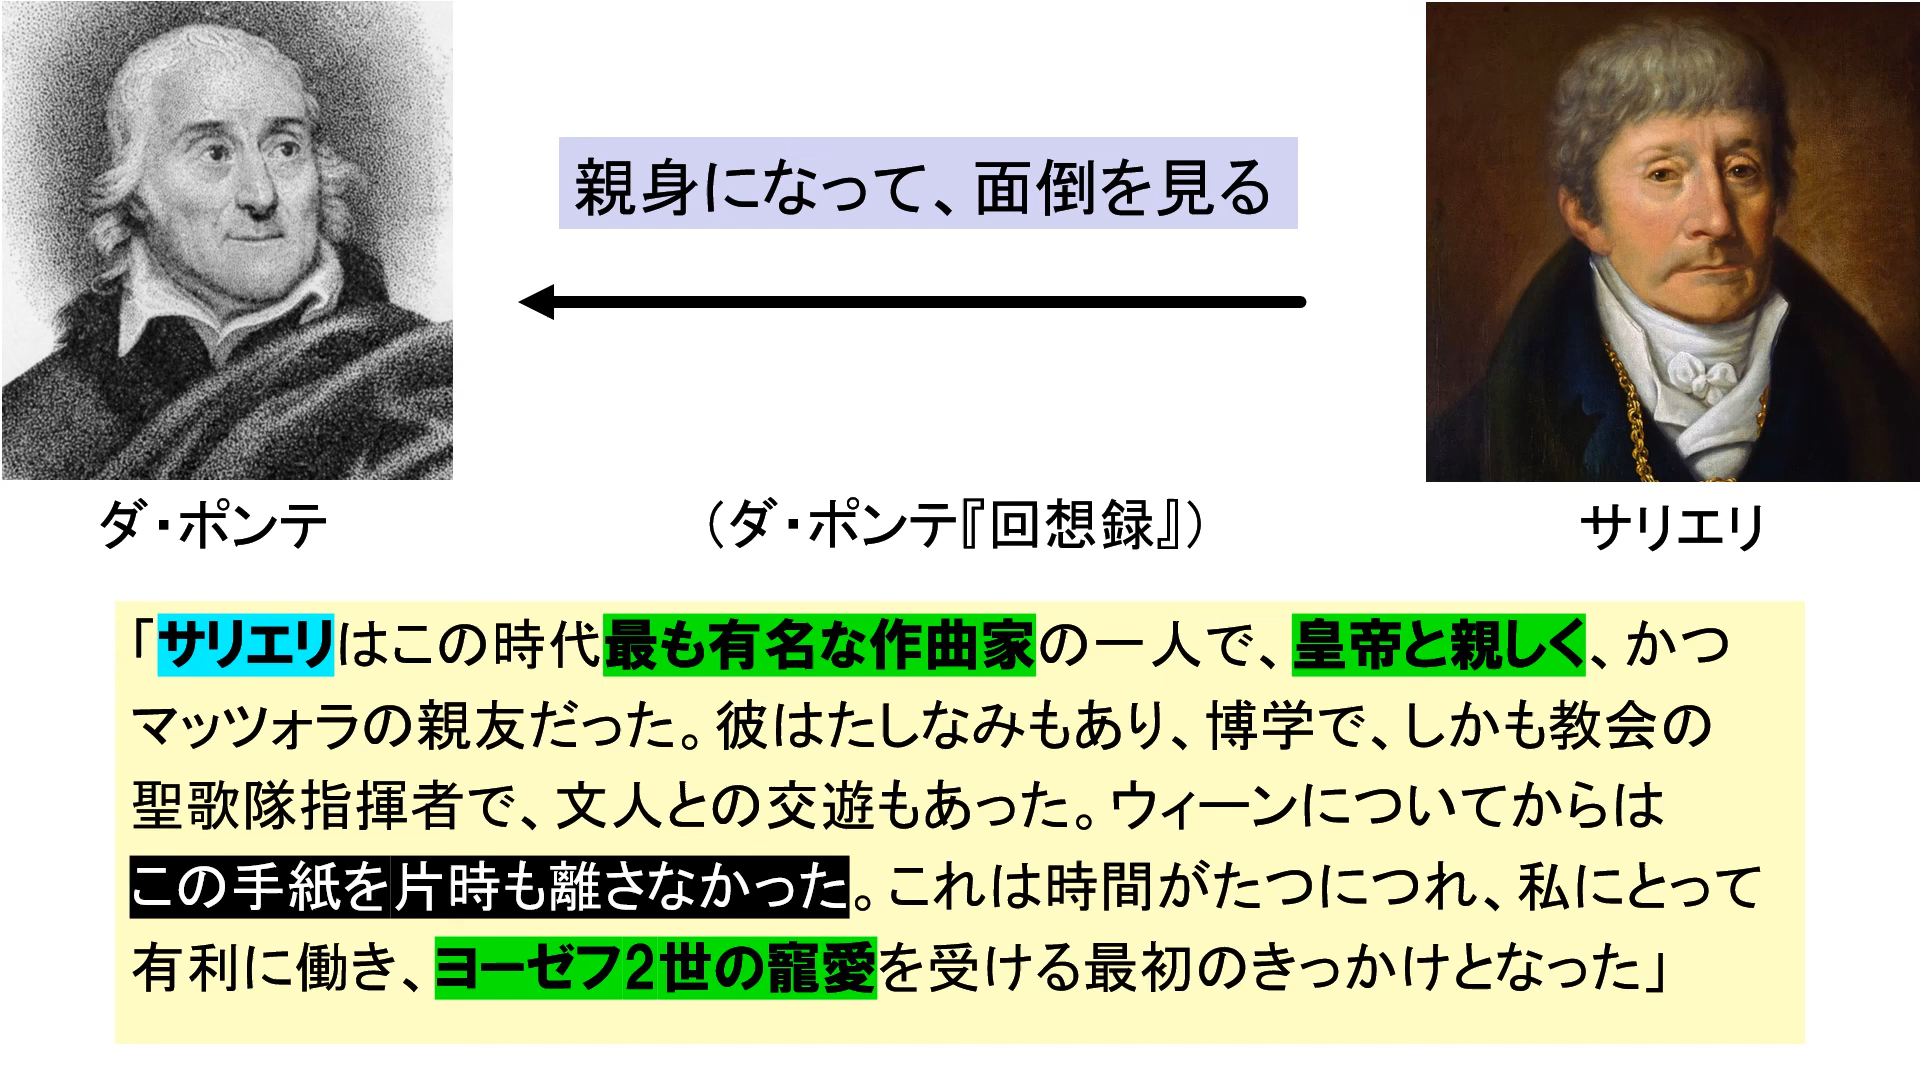 親身になって、面倒を見る
ダ・ポンテ
（ダ・ポンテ『回想録』）
サリエリ
「サリエリはこの時代最も有名な作曲家の一人で、皇帝と親しく、かつ
マッツォラの親友だった。彼はたしなみもあり、博学で、しかも教会の
聖歌隊指揮者で、文人との交遊もあった。ウィーンについてからは
この手紙を片時も離さなかった。これは時間がたつにつれ、私にとって
有利に働き、ヨーゼフ2世の寵愛を受ける最初のきっかけとなった」